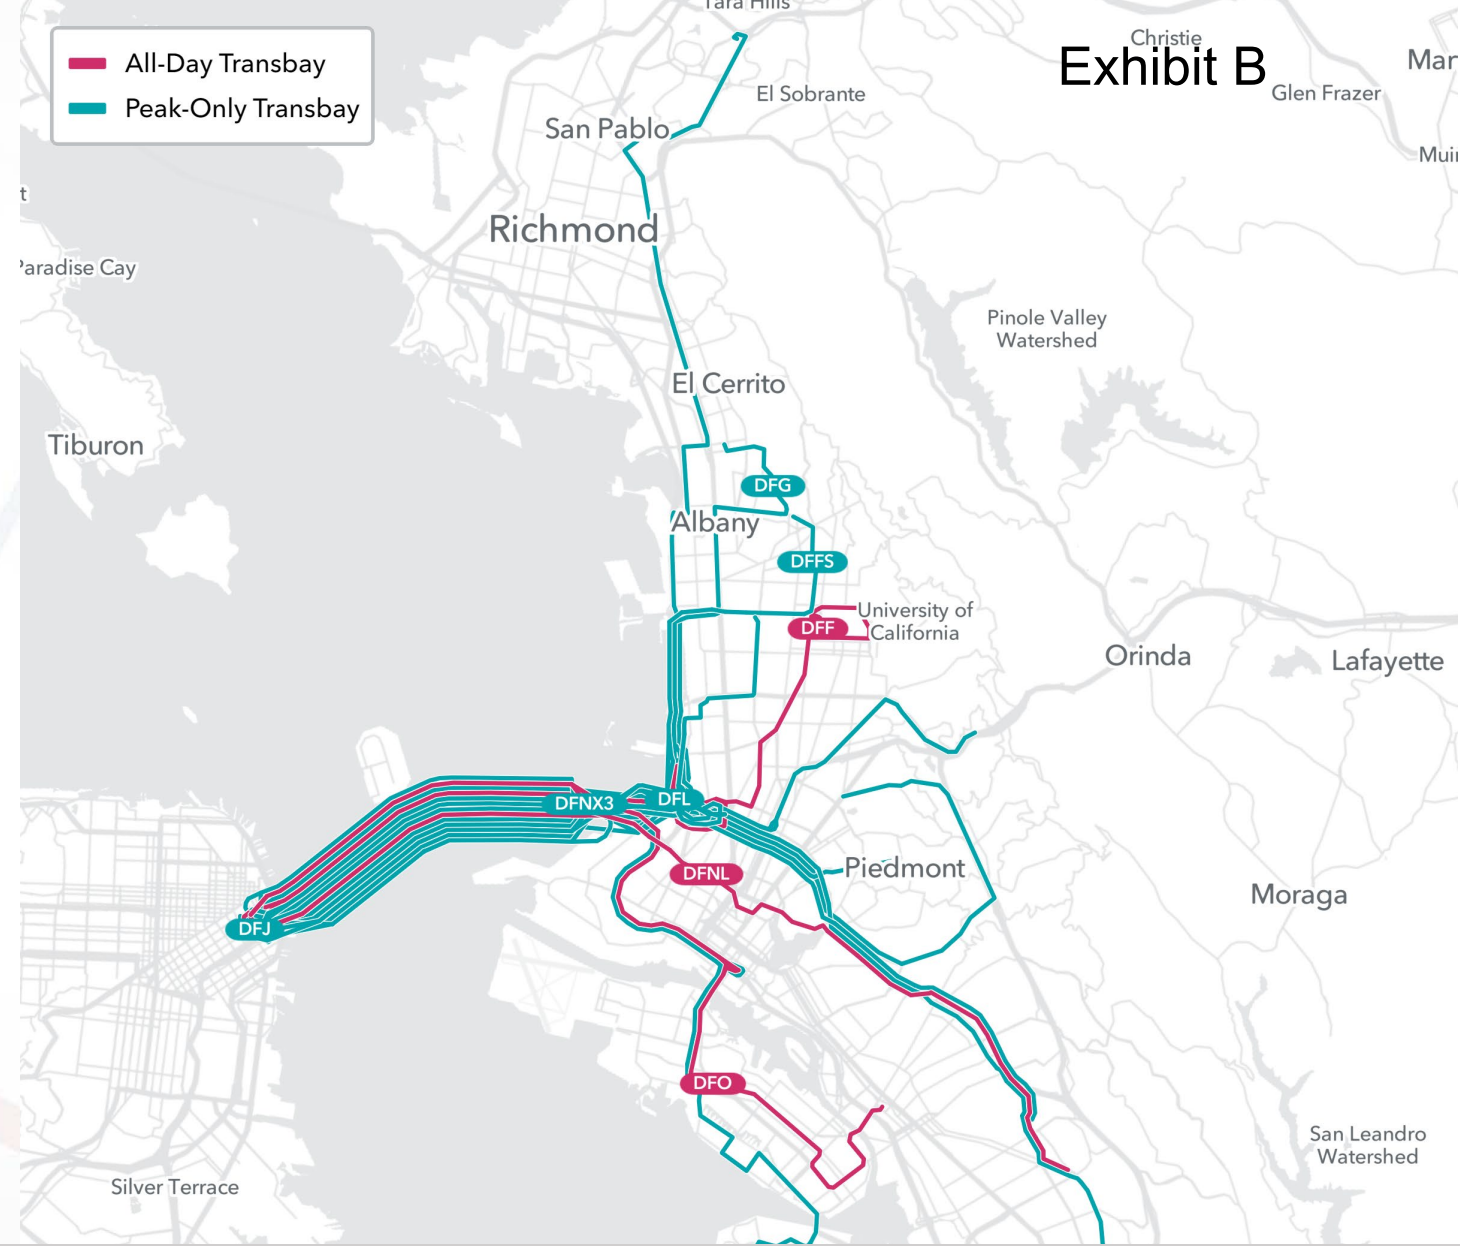 Tara Hills
All-Day Transbay
Peak-Only Transbay
Christie
Exhibit B
El Sobrante
Glen Frazer
San Pablo
Richmond
Paradise Cay
Pinole Valley
Watershed
El Cerrito
Tiburon
DFG
Albany
DFFS
University of
California
DFF
Orinda
Lafayette
DFNX3
DFL
Piedmont
DFNL
Moraga
DFJ
DFO
San Leandro
Watershed
Silver Terrace